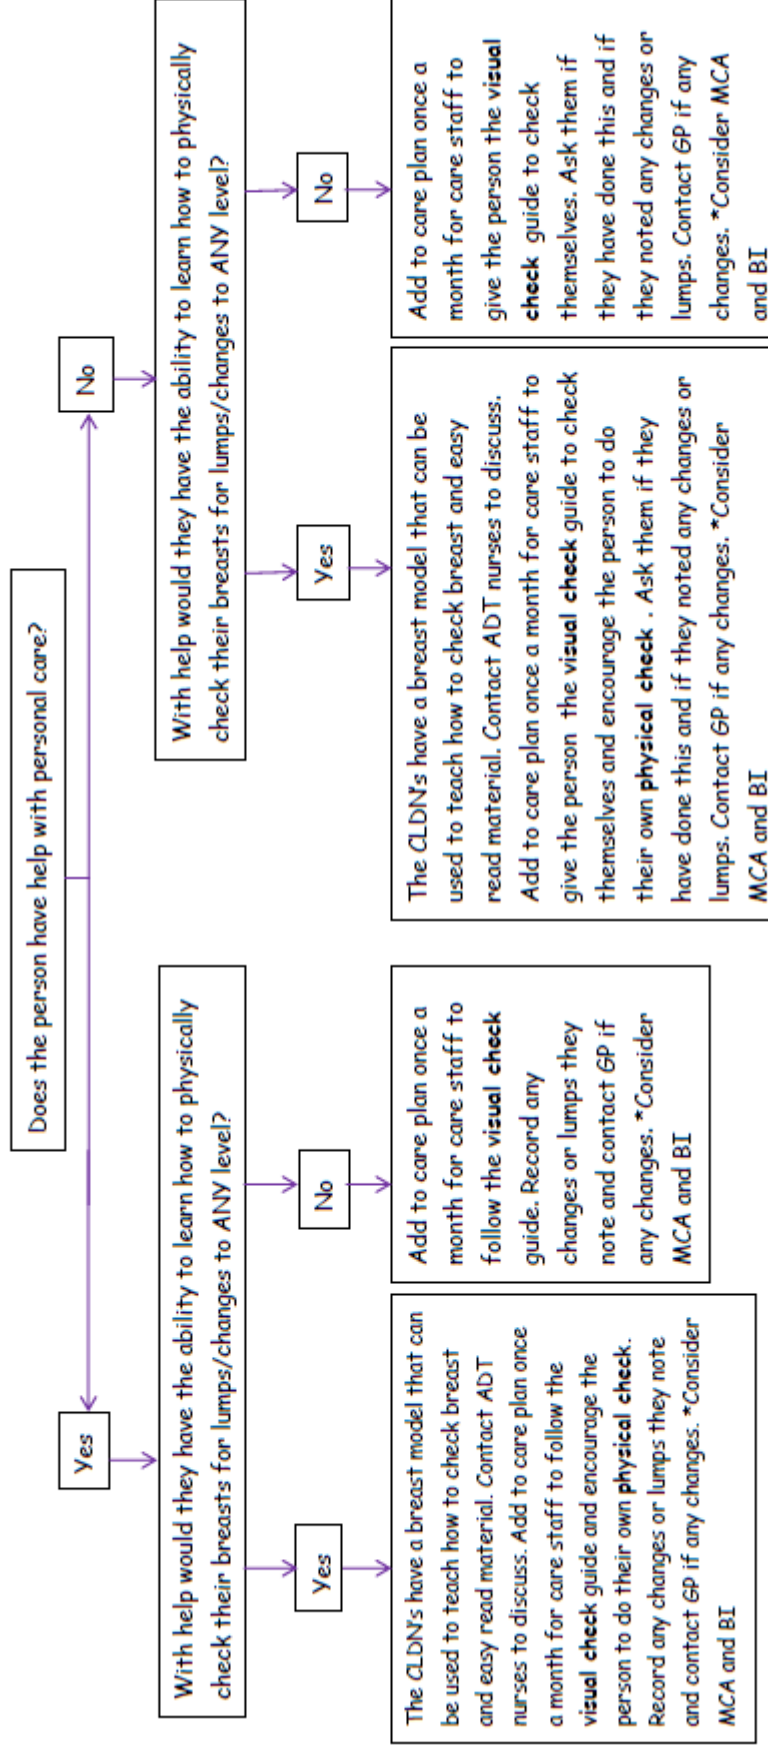 Does the person have help with personal care?
Yes
No
With help would they have the ability to learn how to physically
check their breasts for lumps/changes to ANY level?
With help would they have the ability to learn how to physically
check their breasts for lumps/changes to ANY level?
Yes
No
Yes
No
The CLDN's have a breast model that can
be used to teach how to check breast
and easy read material. Contact ADT
nurses to discuss. Add to care plan once
a month for care staff to follow the
visual check guide and encourage the
person to do their own physical check.
Record any changes or lumps they note
and contact GP if any changes. *Consider
MCA and BI
Add to care plan once a
month for care staff to
follow the visual check
guide. Record any
changes or lumps they
note and contact GP if
any changes. *Consider
MCA and BI
The CLDN's have a breast model that can be
used to teach how to check breast and easy
read material. Contact ADT nurses to discuss.
Add to care plan once a month for care staff to
give the person the visual check guide to check
themselves and encourage the person to do
their own physical check . Ask them if they
have done this and if they noted any changes or
lumps. Contact GP if any changes. *Consider
MCA and BI
Add to care plan once a
month for care staff to
give the person the visual
check guide to check
themselves. Ask them if
they have done this and if
they noted any changes or
lumps. Contact GP if any
changes. *Consider MCA
and BI